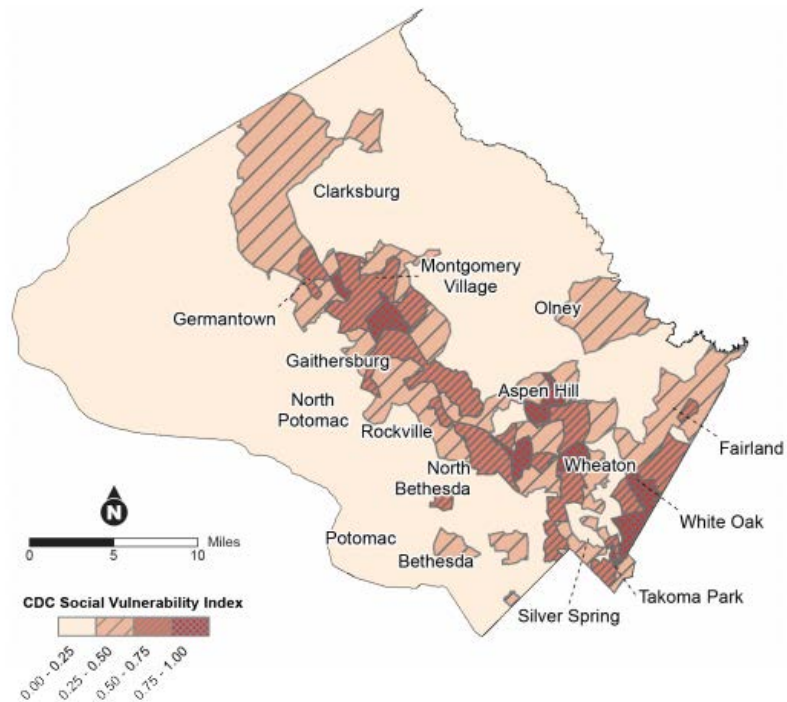 Clarksburg
Montgomery
Village
Germantown
Olney
Gaithersburg
Aspen Hill
North
Potomac
Rockville
Fairland
North
Bethesda
Wheaton
N
White Oak
0 5 10 Miles
Potomac
Bethesda
Takoma Park
Silver Spring
CDC Social Vulnerability Index
0.00 - 0.25
0.25 - 0.50
0.50 - 0.75
0.75 - 1.00